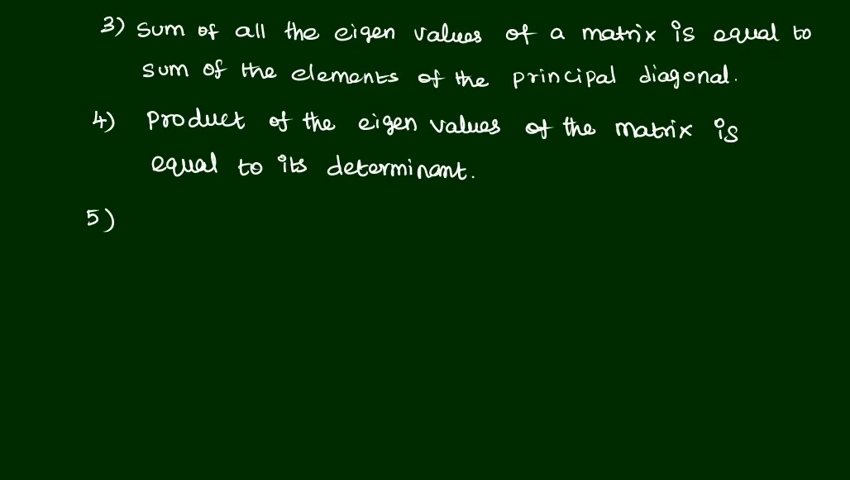 3) Sum of all the eigen values of a matrix is equal to
sum of the elements of the principal diagonal.
4) Product of the eigen values of the matrix is
equal to its determinant.
5)